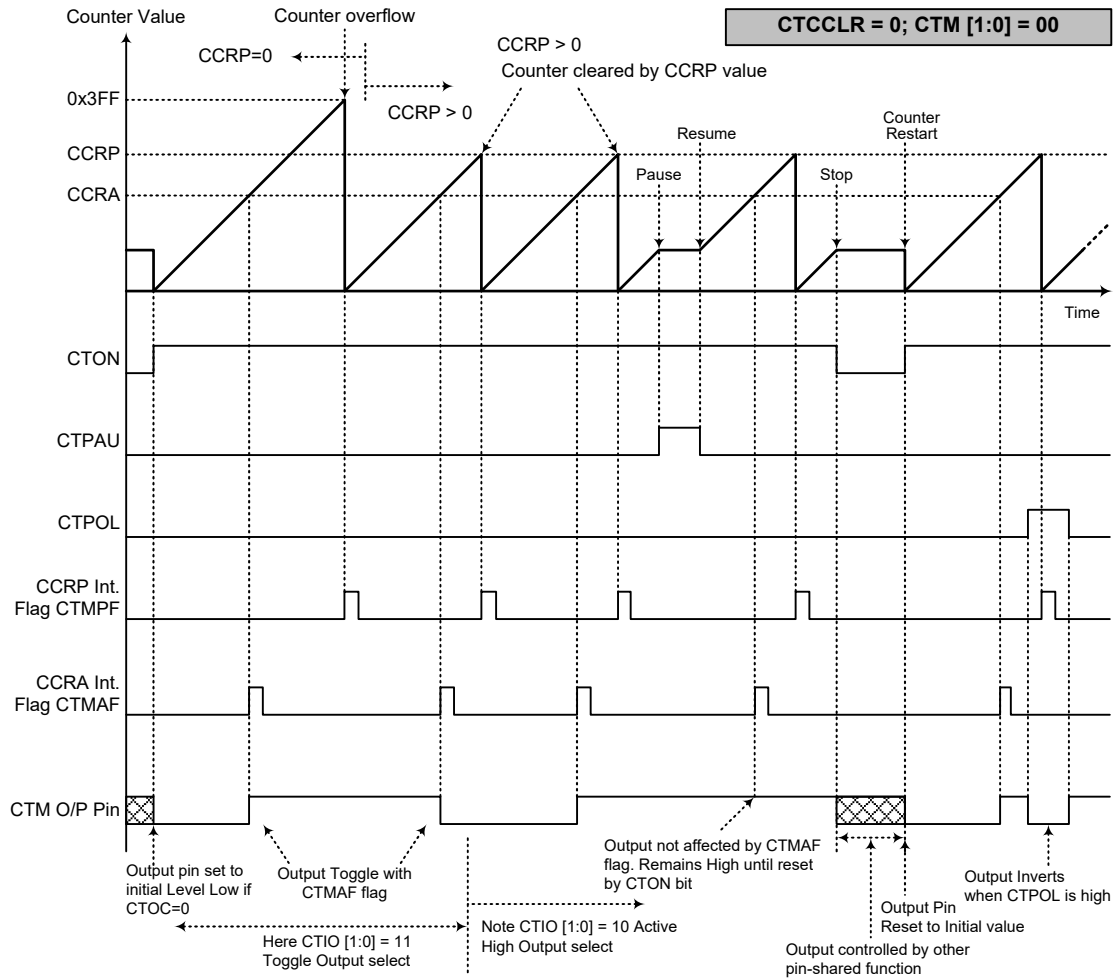 Counter Value
Counter overflow
CTCCLR = 0; CTM [1:0] = 00
CCRP=0
CCRP > 0
CCRP > 0
Counter cleared by CCRP value
0x3FF
CCRP
CCRA
Pause
Resume
Stop
Counter
Restart
Time
CTON
CTPAU
CTPOL
CCRP Int.
Flag CTMPF
CCRA Int.
Flag CTMAF
CTM O/P Pin
Output pin set to
initial Level Low if
CTOC=0
Output Toggle with
CTMAF flag
Here CTIO [1:0] = 11
Toggle Output select
Note CTIO [1:0] = 10 Active
High Output select
Output not affected by CTMAF
flag. Remains High until reset
by CTON bit
Output controlled by other
pin-shared function
Output Pin
Reset to Initial value
Output Inverts
when CTPOL is high